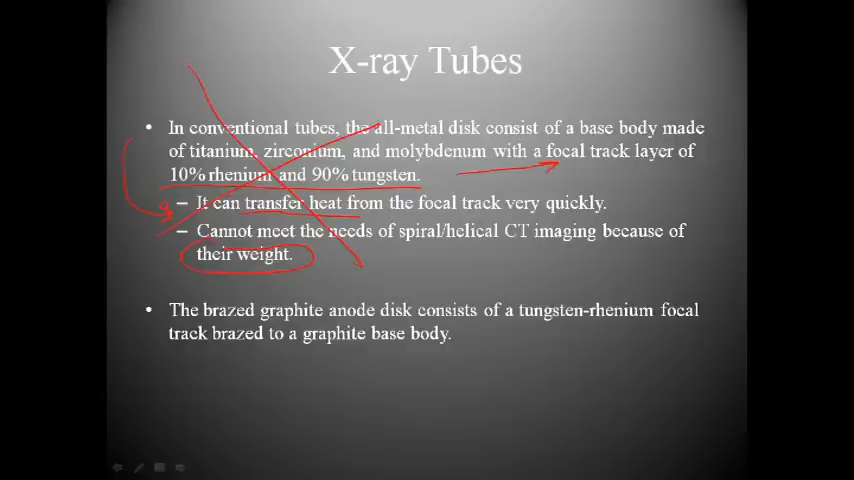 X-ray Tubes
• In conventional tubes, the all-metal disk consist of a base body made
of titanium, zirconium, and molybdenum with a focal track layer of
10% rhenium and 90% tungsten.
– It can transfer heat from the focal track very quickly.
– Cannot meet the needs of spiral/helical CT imaging because of
their weight.
• The brazed graphite anode disk consists of a tungsten-rhenium focal
track brazed to a graphite base body.